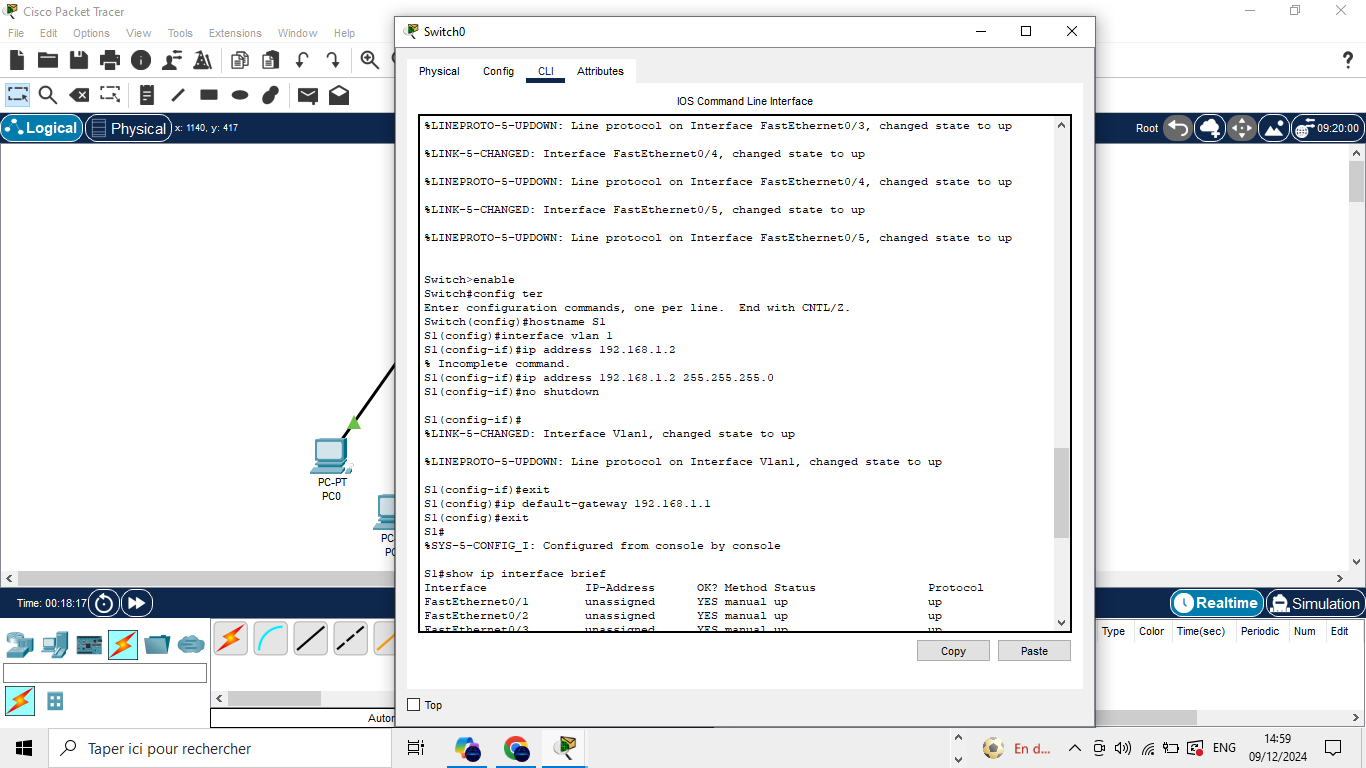 Cisco Packet Tracer
File Edit Options View Tools Extensions Window Help
Logical Physical x: 1140, y: 417
Root 09:20:00
PC-PT
PC0
Switch0
Physical Config CLI Attributes
IOS Command Line Interface
%LINEPROTO-5-UPDOWN: Line protocol on Interface FastEthernet0/3, changed state to up
%LINK-5-CHANGED: Interface FastEthernet0/4, changed state to up
%LINEPROTO-5-UPDOWN: Line protocol on Interface FastEthernet0/4, changed state to up
%LINK-5-CHANGED: Interface FastEthernet0/5, changed state to up
%LINEPROTO-5-UPDOWN: Line protocol on Interface FastEthernet0/5, changed state to up
Switch>enable
Switch#config ter
Enter configuration commands, one per line. End with CNTL/Z.
Switch(config)#hostname S1
S1(config)#interface vlan 1
S1(config-if)#ip address 192.168.1.2
% Incomplete command.
S1(config-if)#ip address 192.168.1.2 255.255.255.0
S1(config-if)#no shutdown
S1(config-if)#
%LINK-5-CHANGED: Interface Vlan1, changed state to up
%LINEPROTO-5-UPDOWN: Line protocol on Interface Vlan1, changed state to up
S1(config-if)#exit
S1(config)#ip default-gateway 192.168.1.1
S1(config)#exit
S1#
%SYS-5-CONFIG_I: Configured from console by console
S1#show ip interface brief
Interface IP-Address OK? Method Status Protocol
FastEthernet0/1 unassigned YES manual up up
FastEthernet0/2 unassigned YES manual up up
FastEthernet0/3 unassigned YES manual up up
Copy Paste
Top
Time: 00:18:17
Realtime Simulation
Type Color Time(sec) Periodic Num Edit
Taper ici pour rechercher
En d...
ENG
14:59
09/12/2024